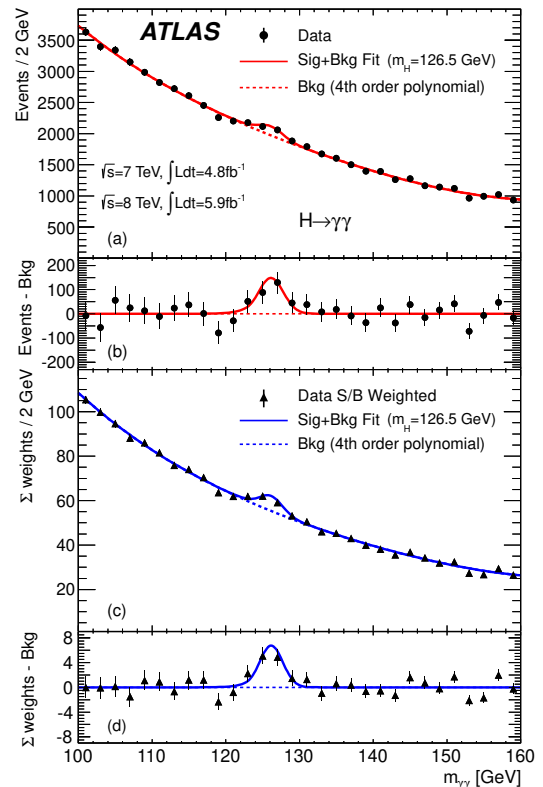 ATLAS
Data
Sig+Bkg Fit (m_H=126.5 GeV)
Bkg (4th order polynomial)
√s=7 TeV, ∫Ldt=4.8fb⁻¹
√s=8 TeV, ∫Ldt=5.9fb⁻¹
H→γγ
(a)
Events / 2 GeV
3500
3000
2500
2000
1500
1000
500
Events - Bkg
200
100
0
-100
-200
(b)
Data S/B Weighted
Sig+Bkg Fit (m_H=126.5 GeV)
Bkg (4th order polynomial)
Σ weights / 2 GeV
100
80
60
40
20
(c)
Σ weights - Bkg
8
4
0
-4
-8
(d)
100 110 120 130 140 150 160
m_γγ [GeV]